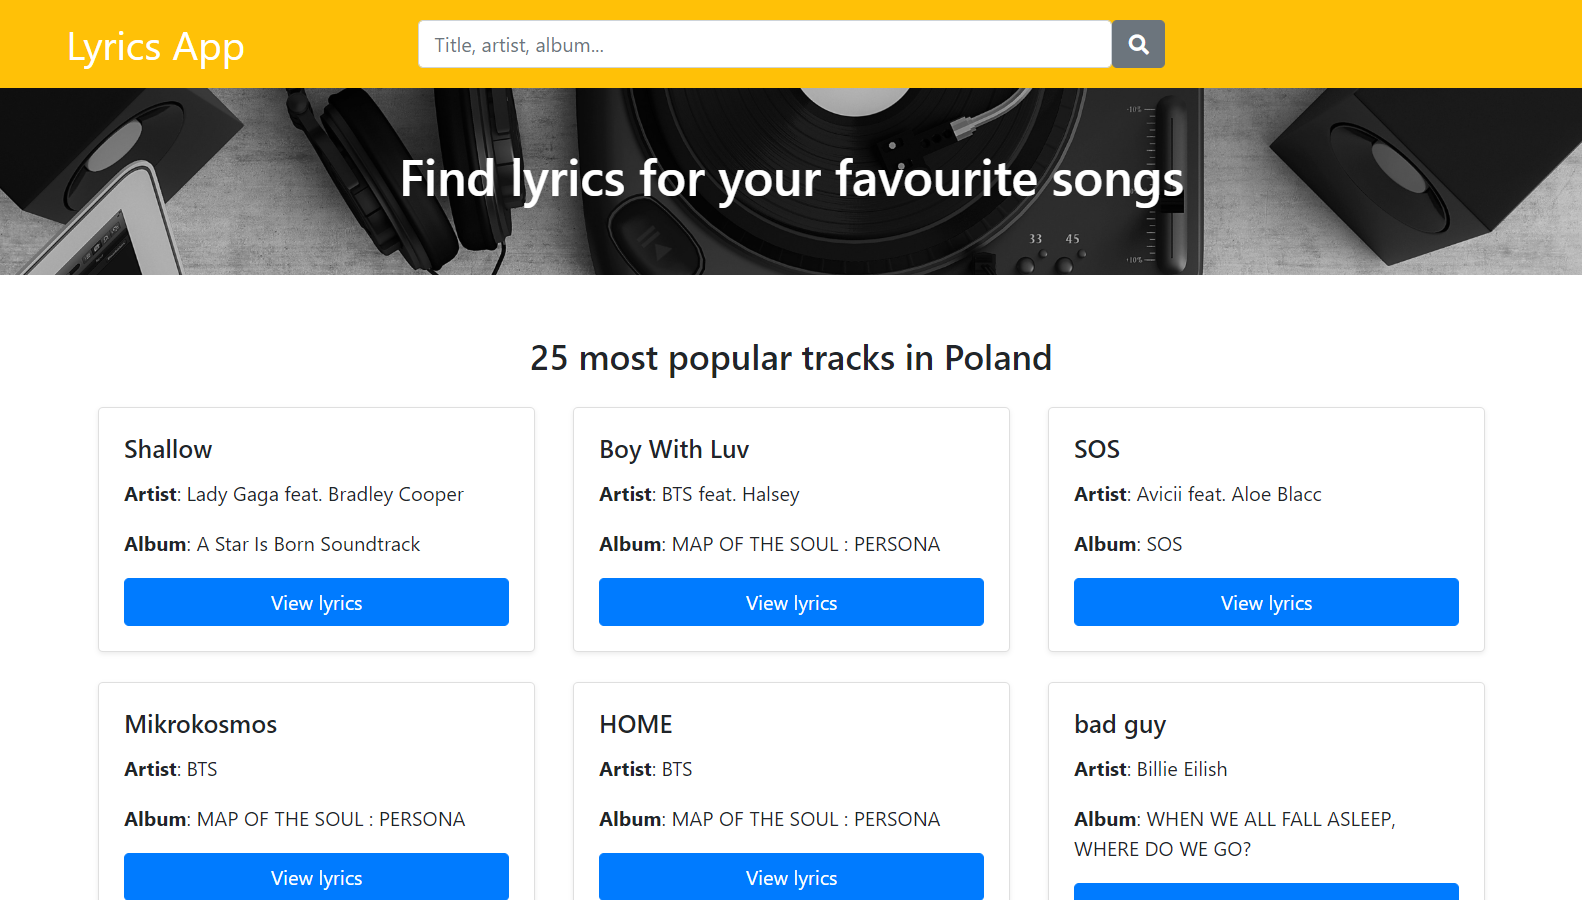 Lyrics App
Title, artist, album...
Find lyrics for your favourite songs
-10%
33 45
+10%
25 most popular tracks in Poland
Shallow
Artist: Lady Gaga feat. Bradley Cooper
Album: A Star Is Born Soundtrack
View lyrics
Boy With Luv
Artist: BTS feat. Halsey
Album: MAP OF THE SOUL : PERSONA
View lyrics
SOS
Artist: Avicii feat. Aloe Blacc
Album: SOS
View lyrics
Mikrokosmos
Artist: BTS
Album: MAP OF THE SOUL : PERSONA
View lyrics
HOME
Artist: BTS
Album: MAP OF THE SOUL : PERSONA
View lyrics
bad guy
Artist: Billie Eilish
Album: WHEN WE ALL FALL ASLEEP,
WHERE DO WE GO?